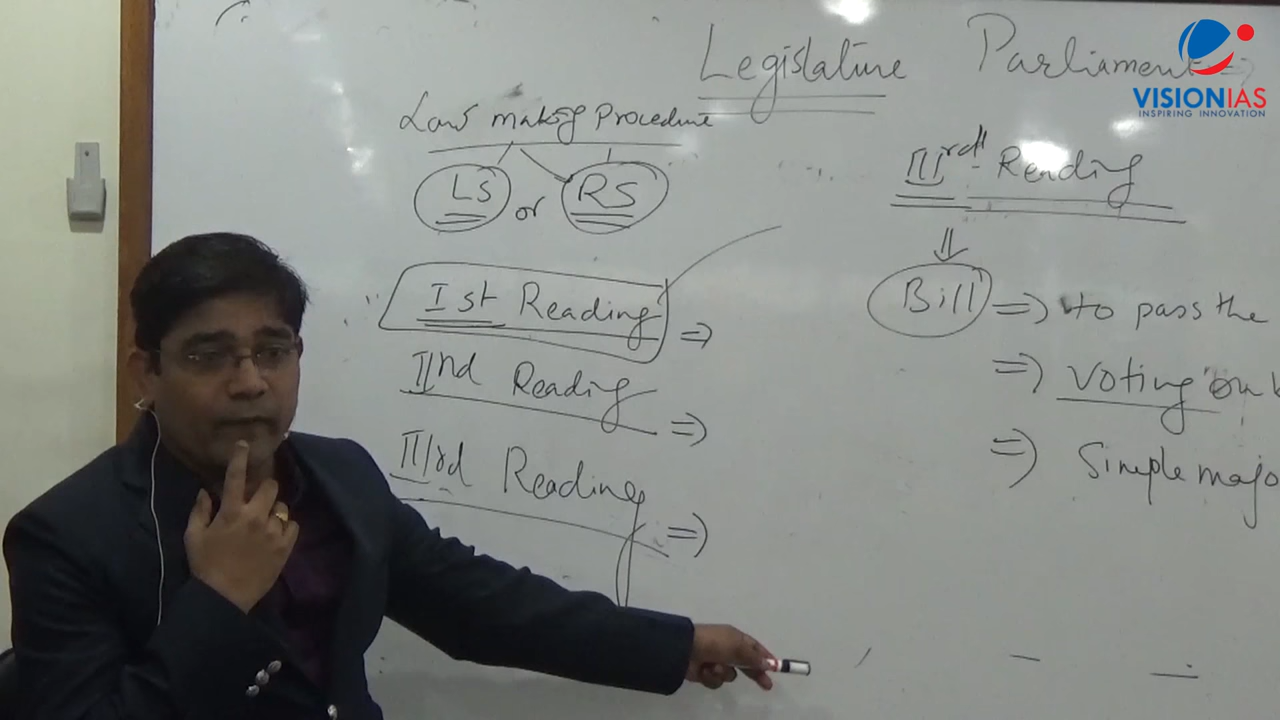 Legislature Parliament =>
VISIONIAS
INSPIRING INNOVATION
Law making Procedure
LS or RS
Ist Reading =>
IInd Reading =>
IIIrd Reading =>
IIIrd Reading
Bill => to pass the
=> Voting on
=> Simple majo